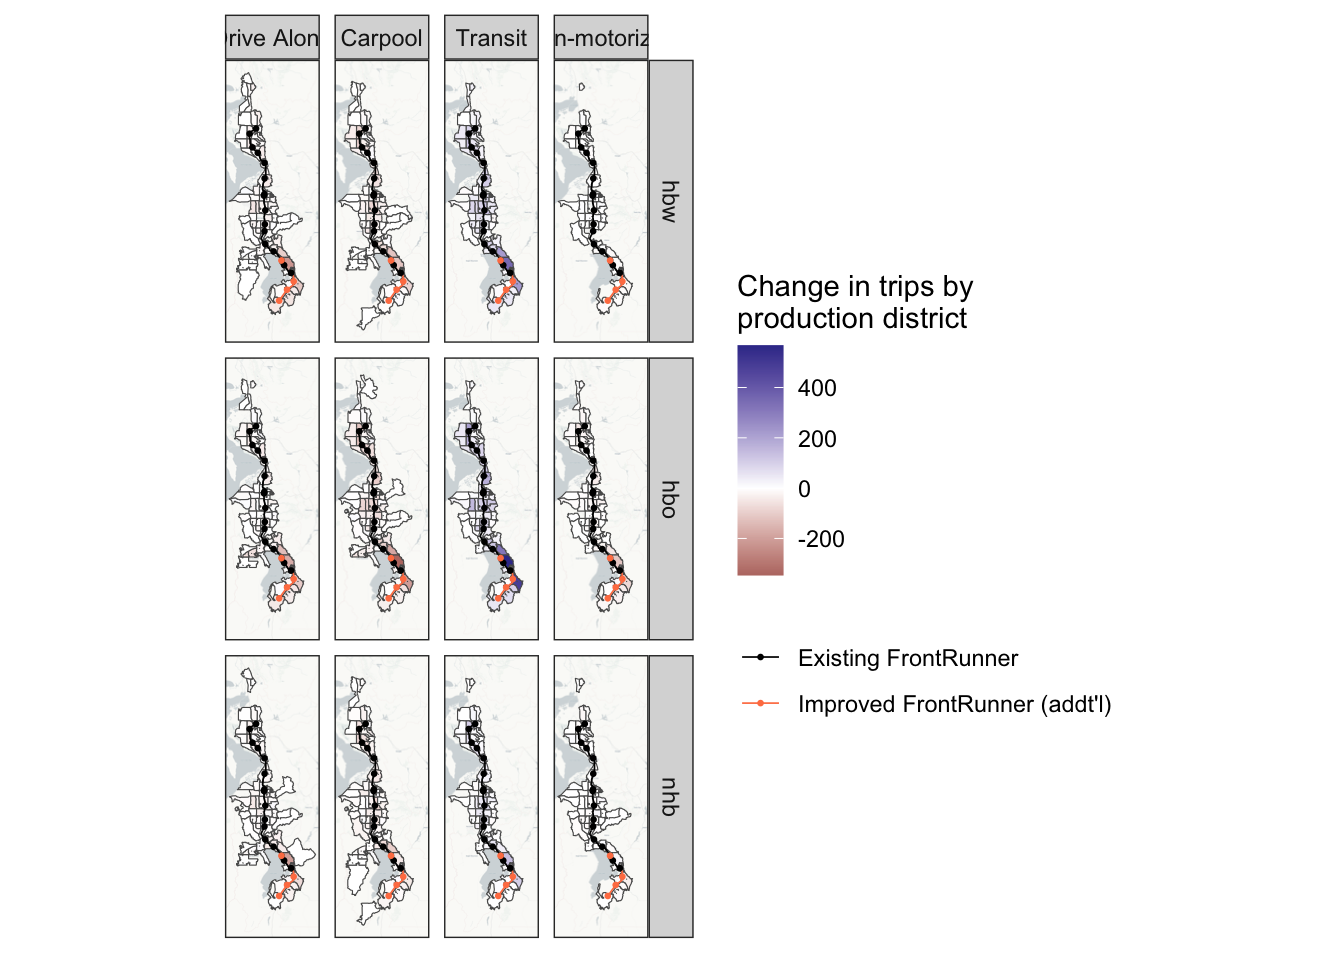 rive Alon
Carpool
Transit
n-motoriz
hbw
hbo
nhb
Change in trips by
production district
400
200
0
-200
Existing FrontRunner
Improved FrontRunner (addt'l)